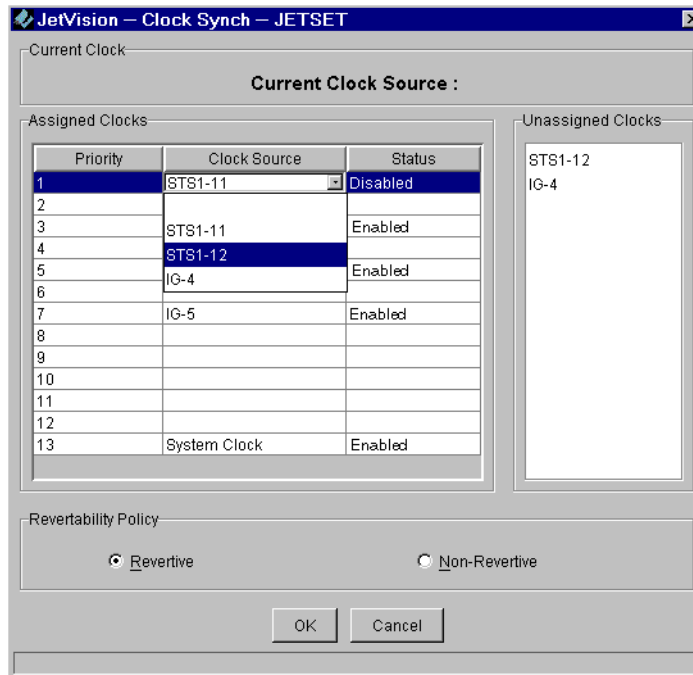 JetVision — Clock Synch — JETSET
Current Clock
Current Clock Source :
Assigned Clocks
Priority Clock Source Status
1 STS1-11 Disabled
2
STS1-11
3 Enabled
STS1-12
4
5 Enabled
IG-4
6
7 IG-5 Enabled
8
9
10
11
12
13 System Clock Enabled
Unassigned Clocks
STS1-12
IG-4
Revertability Policy
Revertive Non-Revertive
OK Cancel